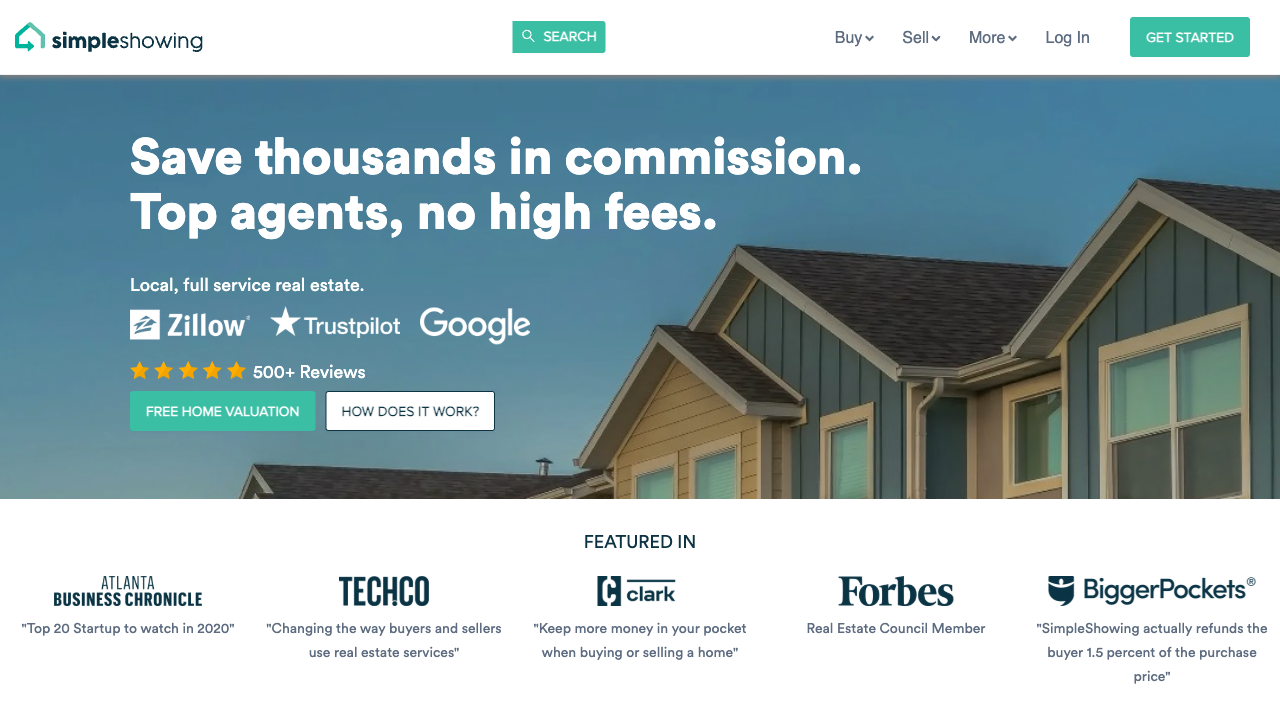 simpleshowing
SEARCH
Buy
Sell
More
Log In
GET STARTED
Save thousands in commission.
Top agents, no high fees.
Local, full service real estate.
Zillow®
Trustpilot
Google
500+ Reviews
FREE HOME VALUATION
HOW DOES IT WORK?
FEATURED IN
ATLANTA
BUSINESS CHRONICLE
"Top 20 Startup to watch in 2020"
TECHCO
"Changing the way buyers and sellers
use real estate services"
clark
"Keep more money in your pocket
when buying or selling a home"
Forbes
Real Estate Council Member
BiggerPockets®
"SimpleShowing actually refunds the
buyer 1.5 percent of the purchase
price"